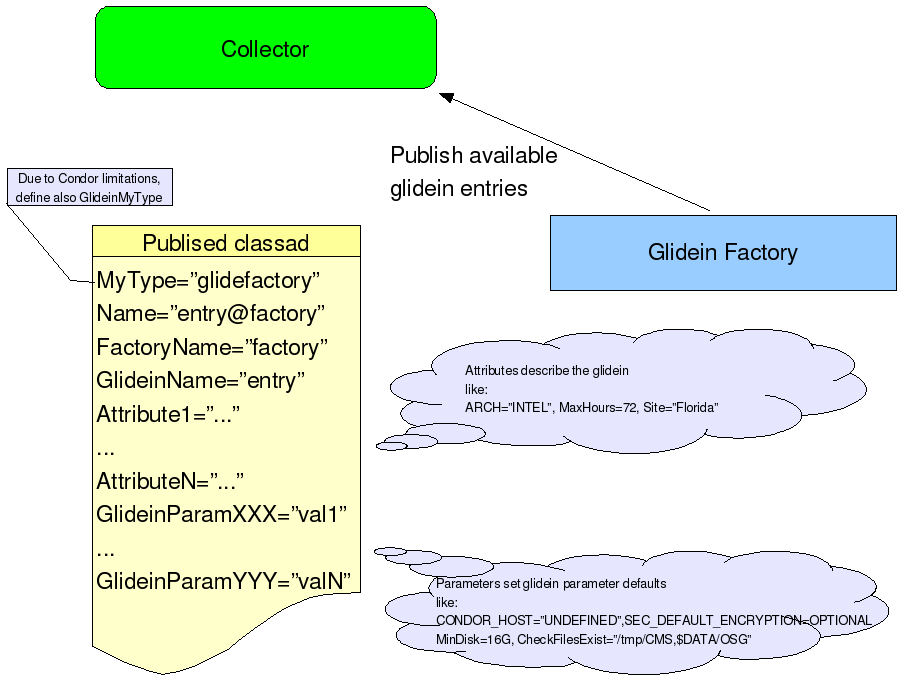 Collector
Publish available
glidein entries
Due to Condor limitations,
define also GlideinMyType
Glidein Factory
Publised classad
MyType=”glidefactory”
Name=”entry@factory”
FactoryName=”factory”
GlideinName=”entry”
Attribute1=”...”
...
AttributeN=”...”
GlideinParamXXX=”val1”
...
GlideinParamYYY=”valN”
Attributes describe the glidein
like:
ARCH=”INTEL”, MaxHours=72, Site=”Florida”
Parameters set glidein parameter defaults
like:
CONDOR_HOST=”UNDEFINED”,SEC_DEFAULT_ENCRYPTION=OPTIONAL
MinDisk=16G, CheckFilesExist=”/tmp/CMS,$DATA/OSG”